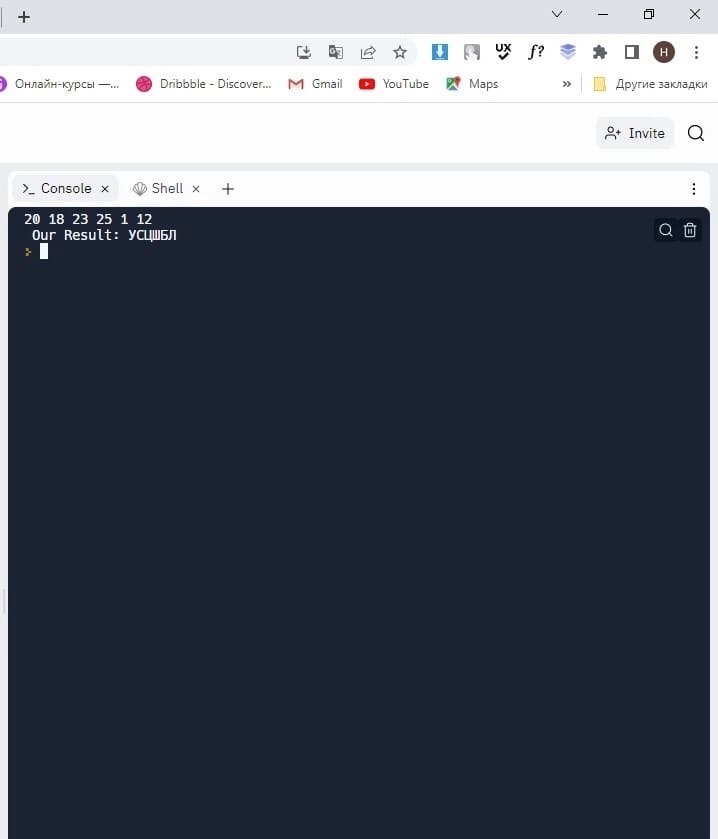 Онлайн-курсы —... Dribbble - Discover... Gmail YouTube Maps » Другие закладки
UX f? H
Invite
Console Shell
20 18 23 25 1 12
Our Result: УСЦШБЛ